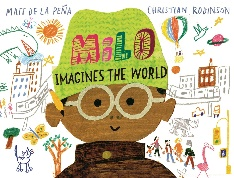 MATT DE LA PEÑA
CHRISTIAN ROBINSON
MiLO
IMAGINES THE WORLD